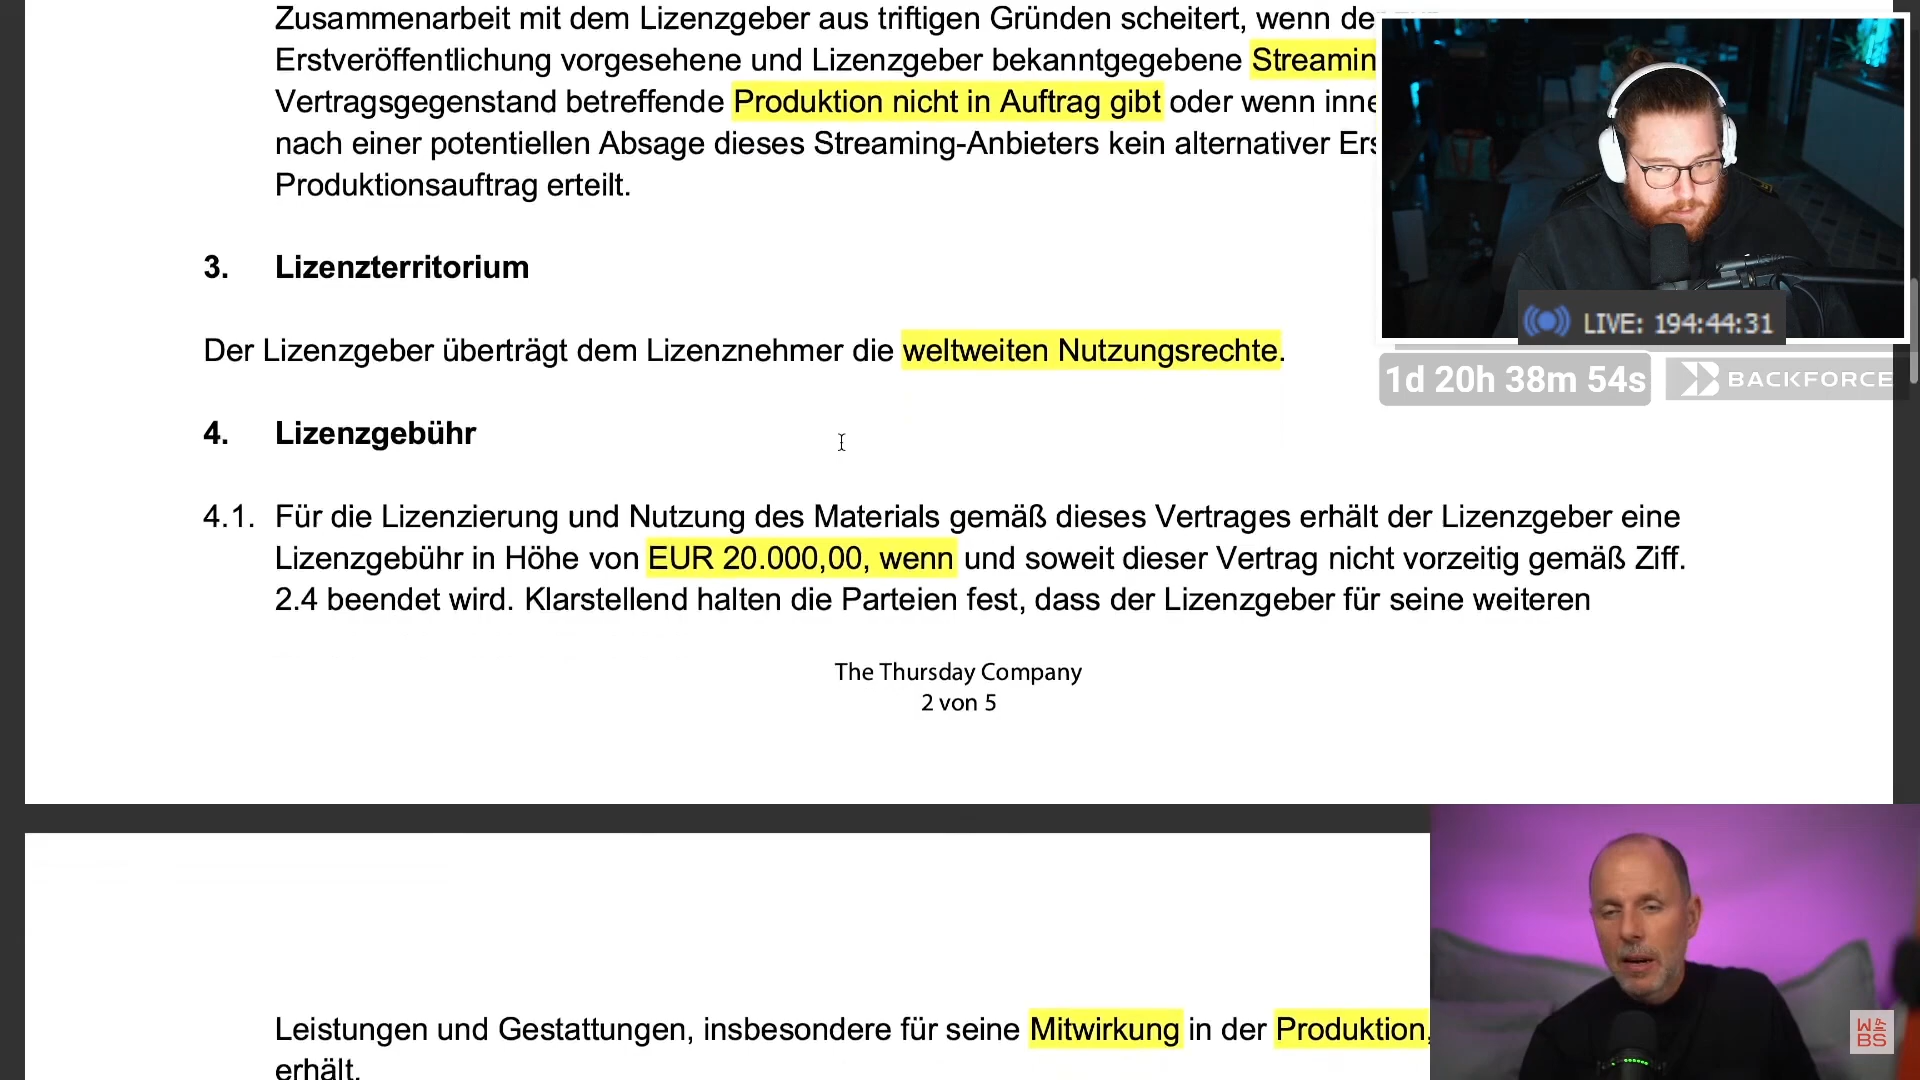 Zusammenarbeit mit dem Lizenzgeber aus triftigen Gründen scheitert, wenn
Erstveröffentlichung vorgesehene und Lizenzgeber bekanntgegebene Streamin
Vertragsgegenstand betreffende Produktion nicht in Auftrag gibt oder wenn
nach einer potentiellen Absage dieses Streaming-Anbieters kein alternativer
Produktionsauftrag erteilt.
3. Lizenzterritorium
Der Lizenzgeber überträgt dem Lizenznehmer die weltweiten Nutzungsrechte.
4. Lizenzgebühr
4.1. Für die Lizenzierung und Nutzung des Materials gemäß dieses Vertrages erhält der Lizenzgeber eine
Lizenzgebühr in Höhe von EUR 20.000,00, wenn und soweit dieser Vertrag nicht vorzeitig gemäß Ziff.
2.4 beendet wird. Klarstellend halten die Parteien fest, dass der Lizenzgeber für seine weiteren
The Thursday Company
2 von 5
Leistungen und Gestattungen, insbesondere für seine Mitwirkung in der Produktion,
erhält.
LIVE: 194:44:31
1d 20h 38m 54s
BACKFORCE
WBS